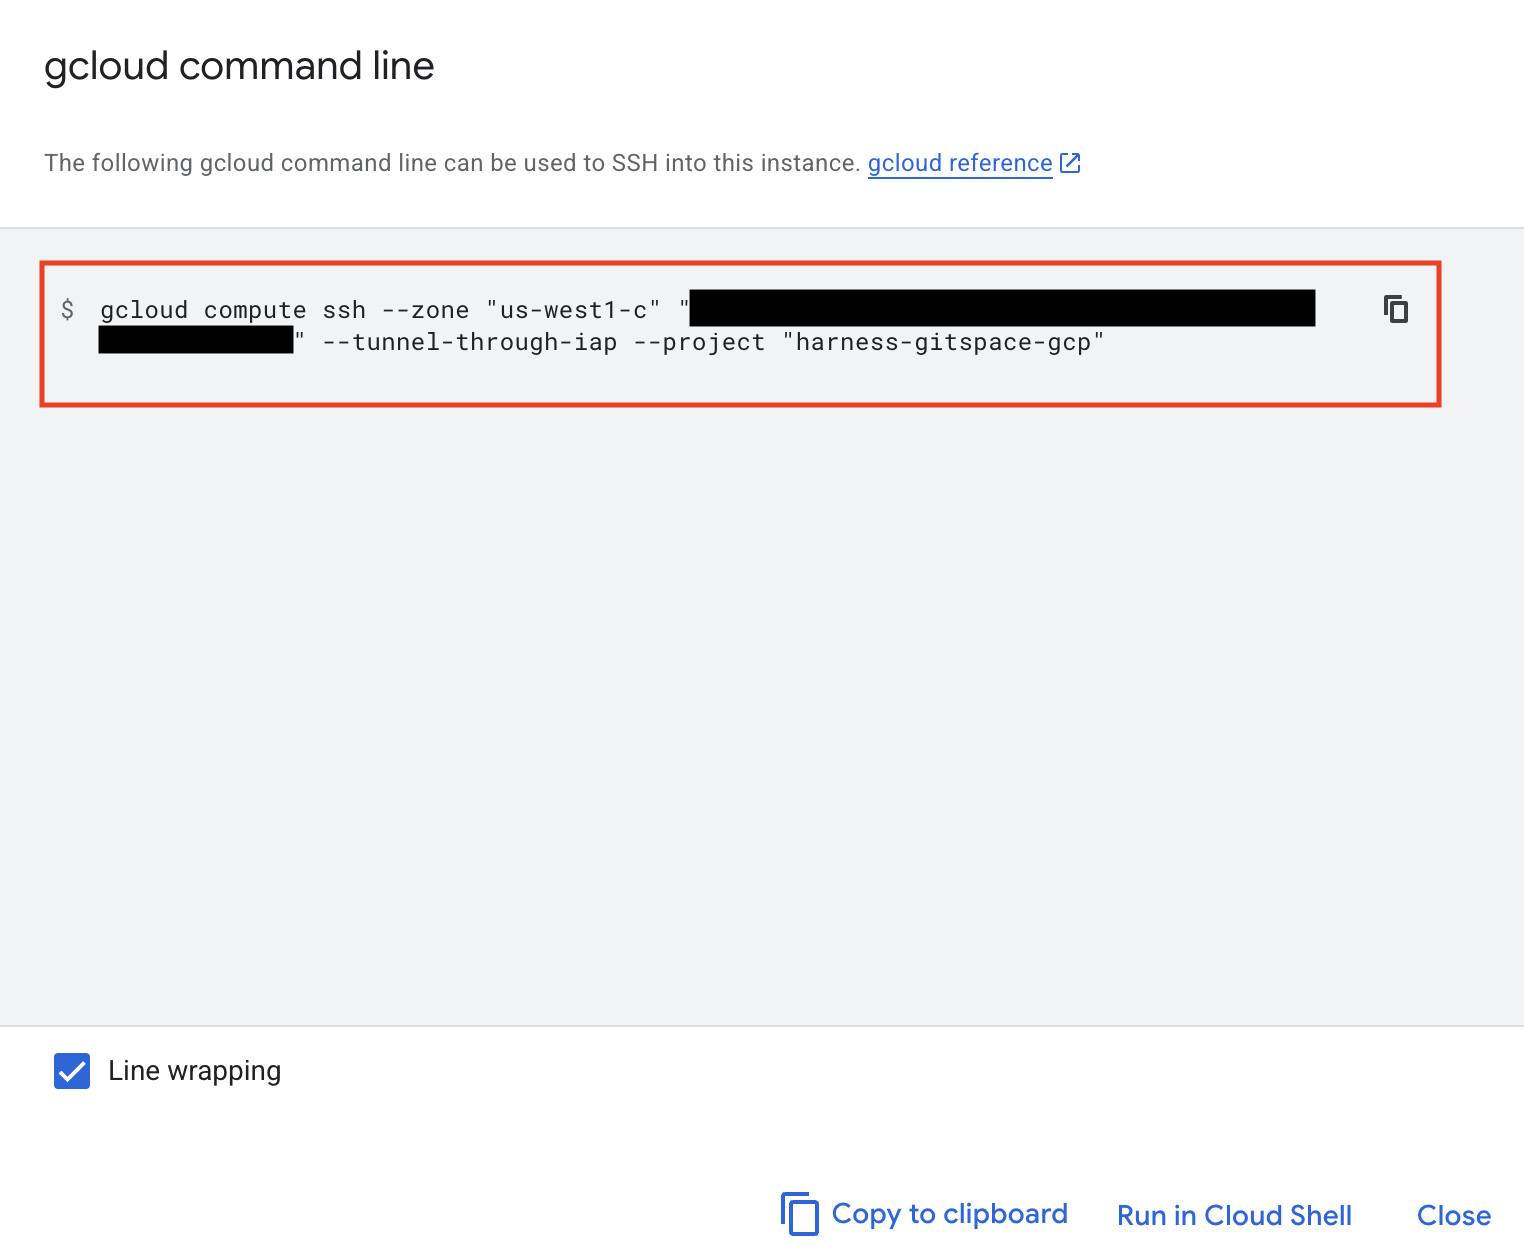 gcloud command line
The following gcloud command line can be used to SSH into this instance. gcloud reference
$ gcloud compute ssh --zone "us-west1-c" "
" --tunnel-through-iap --project "harness-gitspace-gcp"
Line wrapping
Copy to clipboard Run in Cloud Shell Close